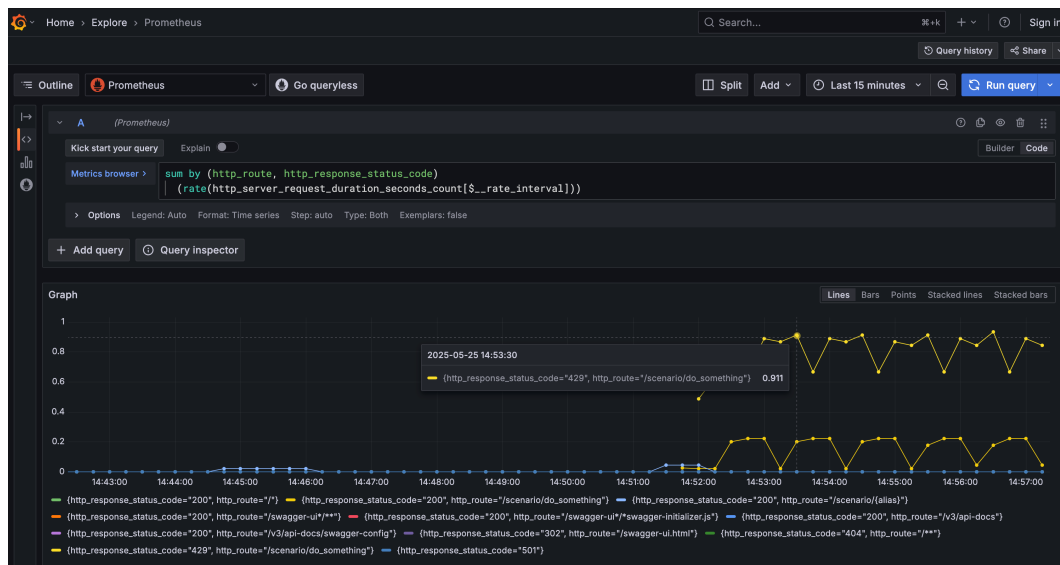 Home › Explore › Prometheus
Search...
⌘+k
Sign in
Query history
Share
Outline
Prometheus
Go queryless
Split
Add
Last 15 minutes
Run query
A (Prometheus)
Kick start your query
Explain
Builder
Code
Metrics browser >
sum by (http_route, http_response_status_code)
(rate(http_server_request_duration_seconds_count[$__rate_interval]))
Options Legend: Auto Format: Time series Step: auto Type: Both Exemplars: false
+ Add query
Query inspector
Graph
Lines Bars Points Stacked lines Stacked bars
1
0.8
0.6
0.4
0.2
0
2025-05-25 14:53:30
{http_response_status_code="429", http_route="/scenario/do_something"} 0.911
14:43:00 14:44:00 14:45:00 14:46:00 14:47:00 14:48:00 14:49:00 14:50:00 14:51:00 14:52:00 14:53:00 14:54:00 14:55:00 14:56:00 14:57:00
{http_response_status_code="200", http_route="/"} {http_response_status_code="200", http_route="/scenario/do_something"} {http_response_status_code="200", http_route="/scenario/{alias}"}
{http_response_status_code="200", http_route="/swagger-ui*/**"} {http_response_status_code="200", http_route="/swagger-ui*/*swagger-initializer.js"} {http_response_status_code="200", http_route="/v3/api-docs"}
{http_response_status_code="200", http_route="/v3/api-docs/swagger-config"} {http_response_status_code="302", http_route="/swagger-ui.html"} {http_response_status_code="404", http_route="/**"}
{http_response_status_code="429", http_route="/scenario/do_something"} {http_response_status_code="501"}